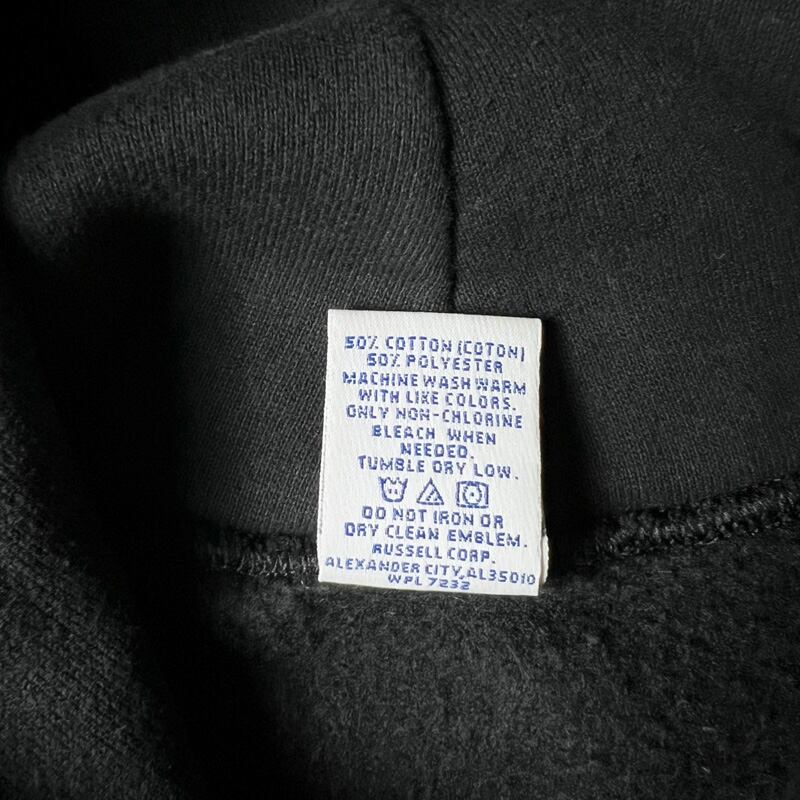 50% COTTON (COTON)
50% POLYESTER
MACHINE WASH WARM
WITH LIKE COLORS.
ONLY NON-CHLORINE
BLEACH WHEN
NEEDED.
TUMBLE DRY LOW.
DO NOT IRON OR
DRY CLEAN EMBLEM.
RUSSELL CORP.
ALEXANDER CITY, AL35010
WPL 7232